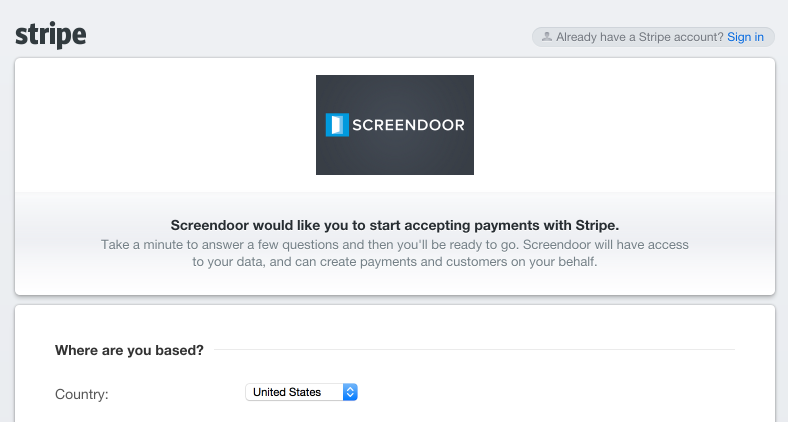 stripe
Already have a Stripe account? Sign in
SCREENDOOR
Screendoor would like you to start accepting payments with Stripe.
Take a minute to answer a few questions and then you'll be ready to go. Screendoor will have access
to your data, and can create payments and customers on your behalf.
Where are you based?
Country: United States